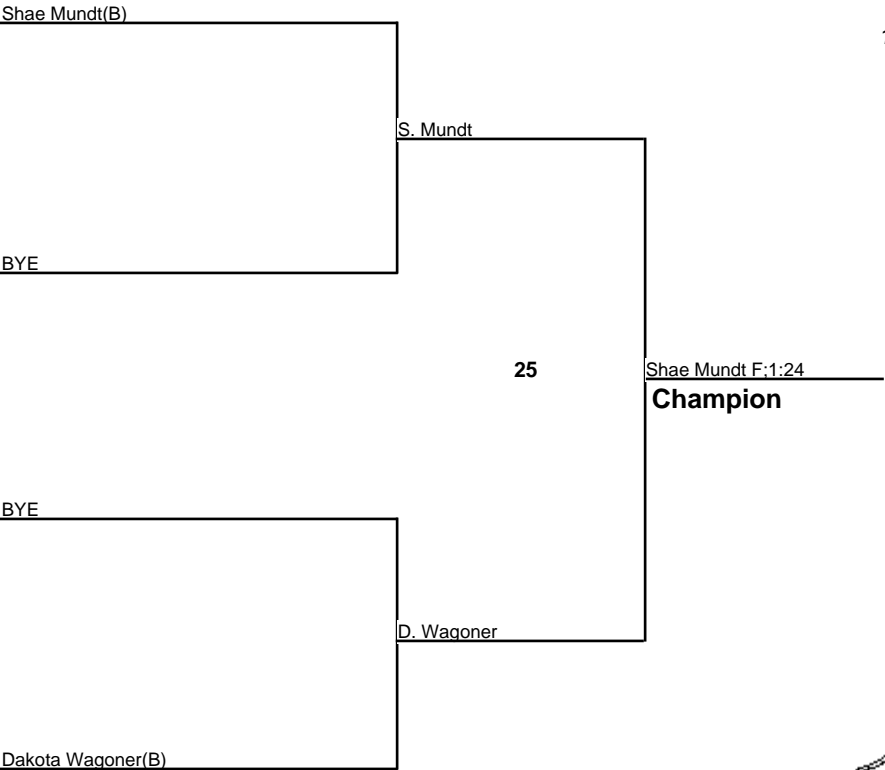 Shae Mundt(B)
S. Mundt
BYE
25
Shae Mundt F;1:24
Champion
BYE
D. Wagoner
Dakota Wagoner(B)